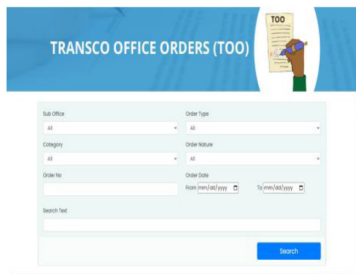 TOO
TRANSCO OFFICE ORDERS (TOO)
Sub Office
Order Type
All
All
Category
Order Nature
All
All
Order No
Order Date
From mm/dd/yyyy To mm/dd/yyyy
Search Text
Search